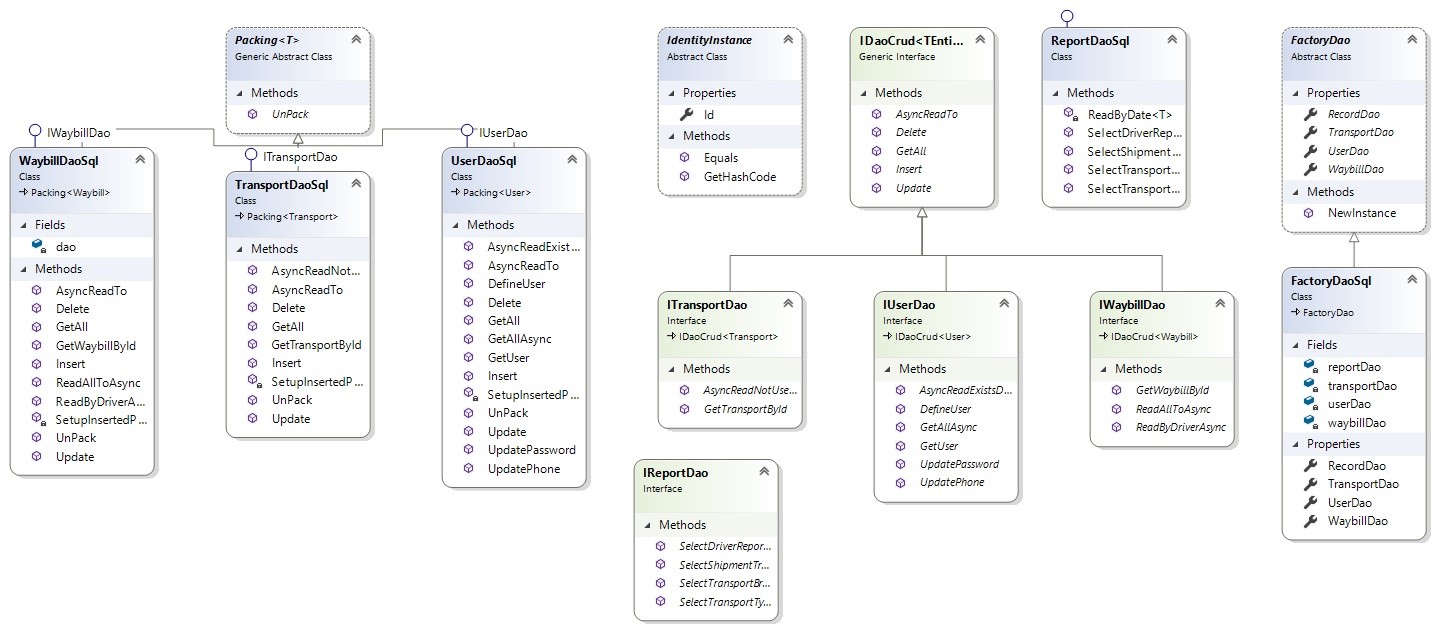 Packing<T>
Generic Abstract Class
Methods
UnPack
IWaybillDao
WaybillDaoSql
Class
Packing<Waybill>
Fields
dao
Methods
AsyncReadTo
Delete
GetAll
GetWaybillById
Insert
ReadAllToAsync
ReadByDriverA...
SetupInsertedP...
UnPack
Update
ITransportDao
TransportDaoSql
Class
Packing<Transport>
Methods
AsyncReadNot...
AsyncReadTo
Delete
GetAll
GetTransportById
Insert
SetupInsertedP...
UnPack
Update
IUserDao
UserDaoSql
Class
Packing<User>
Methods
AsyncReadExist...
AsyncReadTo
DefineUser
Delete
GetAll
GetAllAsync
GetUser
Insert
SetupInsertedP...
UnPack
Update
UpdatePassword
UpdatePhone
IdentityInstance
Abstract Class
Properties
Id
Methods
Equals
GetHashCode
IDaoCrud<TEnti...
Generic Interface
Methods
AsyncReadTo
Delete
GetAll
Insert
Update
ReportDaoSql
Class
Methods
ReadByDate<T>
SelectDriverRep...
SelectShipment...
SelectTransport...
SelectTransport...
FactoryDao
Abstract Class
Properties
RecordDao
TransportDao
UserDao
WaybillDao
Methods
NewInstance
ITransportDao
Interface
IDaoCrud<Transport>
Methods
AsyncReadNotUse...
GetTransportById
IUserDao
Interface
IDaoCrud<User>
Methods
AsyncReadExistsD...
DefineUser
GetAllAsync
GetUser
UpdatePassword
UpdatePhone
IWaybillDao
Interface
IDaoCrud<Waybill>
Methods
GetWaybillById
ReadAllToAsync
ReadByDriverAsync
IReportDao
Interface
Methods
SelectDriverRepor...
SelectShipmentTr...
SelectTransportBr...
SelectTransportTy...
FactoryDaoSql
Class
FactoryDao
Fields
reportDao
transportDao
userDao
waybillDao
Properties
RecordDao
TransportDao
UserDao
WaybillDao